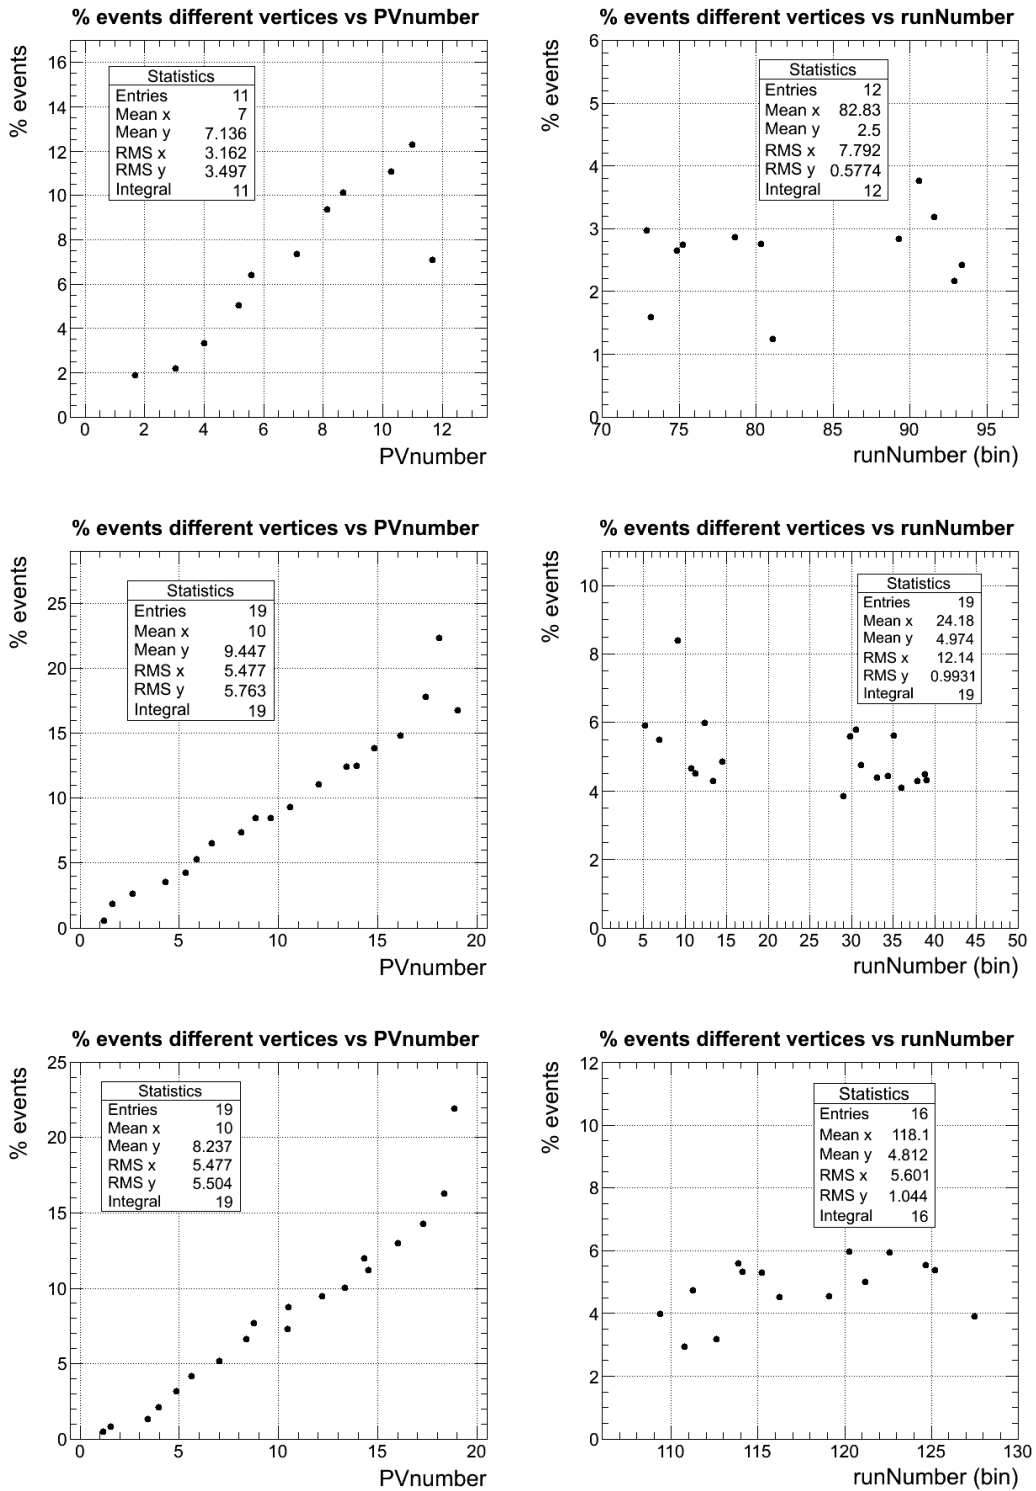 % events different vertices vs PVnumber
% events
16
14
12
10
8
6
4
2
0
Statistics
Entries 11
Mean x 7
Mean y 7.136
RMS x 3.162
RMS y 3.497
Integral 11
0 2 4 6 8 10 12
PVnumber
% events different vertices vs runNumber
% events
6
5
4
3
2
1
0
Statistics
Entries 12
Mean x 82.83
Mean y 2.5
RMS x 7.792
RMS y 0.5774
Integral 12
70 75 80 85 90 95
runNumber (bin)
% events different vertices vs PVnumber
% events
25
20
15
10
5
0
Statistics
Entries 19
Mean x 10
Mean y 9.447
RMS x 5.477
RMS y 5.763
Integral 19
0 5 10 15 20
PVnumber
% events different vertices vs runNumber
% events
10
8
6
4
2
0
Statistics
Entries 19
Mean x 24.18
Mean y 4.974
RMS x 12.14
RMS y 0.9931
Integral 19
0 5 10 15 20 25 30 35 40 45 50
runNumber (bin)
% events different vertices vs PVnumber
% events
25
20
15
10
5
0
Statistics
Entries 19
Mean x 10
Mean y 8.237
RMS x 5.477
RMS y 5.504
Integral 19
0 5 10 15 20
PVnumber
% events different vertices vs runNumber
% events
12
10
8
6
4
2
0
Statistics
Entries 16
Mean x 118.1
Mean y 4.812
RMS x 5.601
RMS y 1.044
Integral 16
110 115 120 125 130
runNumber (bin)